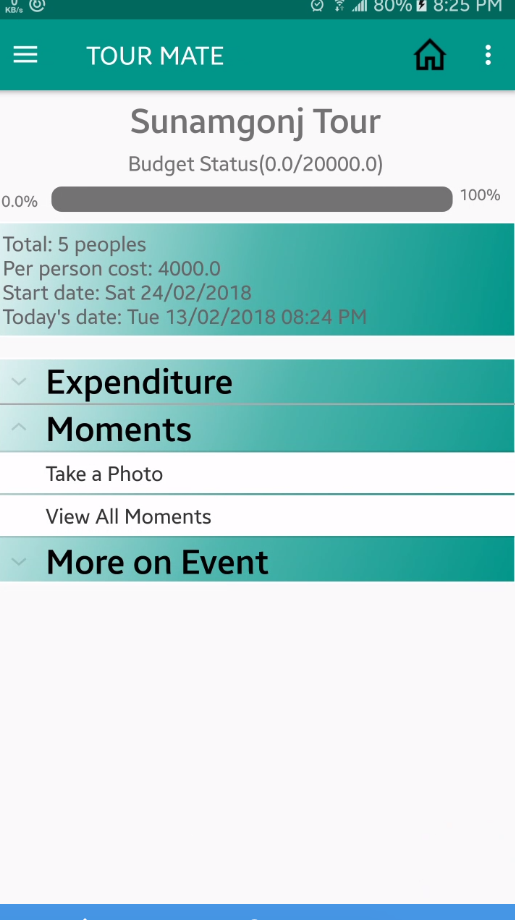 0
KB/s 80% 8:25 PM
TOUR MATE
Sunamgonj Tour
Budget Status(0.0/20000.0)
0.0% 100%
Total: 5 peoples
Per person cost: 4000.0
Start date: Sat 24/02/2018
Today's date: Tue 13/02/2018 08:24 PM
Expenditure
Moments
Take a Photo
View All Moments
More on Event